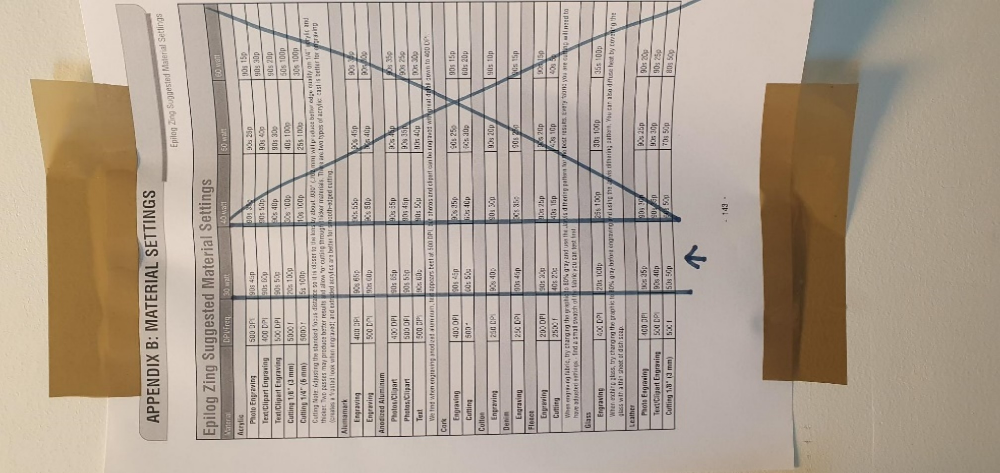 APPENDIX B: MATERIAL SETTINGS
Epilog Zing Suggested Material Settings
Epilog Zing Suggested Material Settings
Material DPI/Freq. 30 watt 40 watt 50 watt 60 watt
Acrylic
Photo Engraving 500 DPI 90s 45p 90s 35p 90s 25p 90s 15p
Text/Clipart Engraving 400 DPI 90s 60p 90s 50p 90s 40p 90s 30p
Text/Clipart Engraving 500 DPI 90s 50p 90s 40p 90s 30p 90s 20p
Cutting 1/8" (3 mm) 5000 f 20s 100p 30s 100p 40s 100p 50s 100p
Cutting 1/4" (6 mm) 5000 f 5s 100p 10s 100p 25s 100p 30s 100p
Cutting Note: Adjusting the standard focus distance so it is closer to the lens by about .030" (.762 mm) will produce better edge quality on 1/4" acrylic and
thicker. Two passes may produce better results and allow for cutting through thicker materials. There are two types of acrylic: cast is better for engraving
(creates a frosted look when engraved) and extruded acrylics are better for smooth-edged cutting.
Alumamark
Engraving 400 DPI 90s 65p 90s 55p 90s 45p 90s
Engraving 500 DPI 90s 60p 90s 50p 90s 40p 90s
Anodized Aluminum
Photos/Clipart 400 DPI 90s 65p 90s 55p 90s 45p 90s 35p
Photos/Clipart 500 DPI 90s 55p 90s 45p 90s 35p 90s 25p
Text 500 DPI 90s 60p 90s 50p 90s 40p 90s 30p
We find when engraving anodized aluminum, text appears best at 500 DPI, but photos and clipart can be engraved with great detail down to 400 DPI.
Cork
Engraving 400 DPI 90s 45p 90s 35p 90s 25p 90s 15p
Cutting 500 f 60s 50p 60s 40p 60s 30p 60s 20p
Cotton
Engraving 250 DPI 90s 40p 90s 30p 90s 20p 90s 10p
Denim
Engraving 250 DPI 90s 45p 90s 35p 90s 25p 90s 15p
Fleece
Engraving 200 DPI 90s 30p 90s 25p 90s 20p 90s 15p
Cutting 2500 f 40s 20p 40s 15p 40s 10p 40s 5p
When engraving fabric, try changing the graphic to 80% gray and use the Jarvis dithering pattern for the best results. Every fabric you are cutting will need to
have adjusted settings - find a small swatch of the fabric you can test first.
Glass
Engraving 400 DPI 20s 100p 25s 100p 30s 100p 35s 100p
When etching glass, try changing the graphic to 80% gray before engraving and using the Jarvis dithering pattern. You can also diffuse heat by covering the
glass with a thin sheet of dish soap.
Leather
Photo Engraving 400 DPI 90s 35p 90s 30p 90s 25p 90s 20p
Text/Clipart Engraving 500 DPI 90s 40p 90s 35p 90s 30p 90s 25p
Cutting 1/8" (3 mm) 500 f 50s 50p 50p 70s 50p 80s 50p
- 143 -